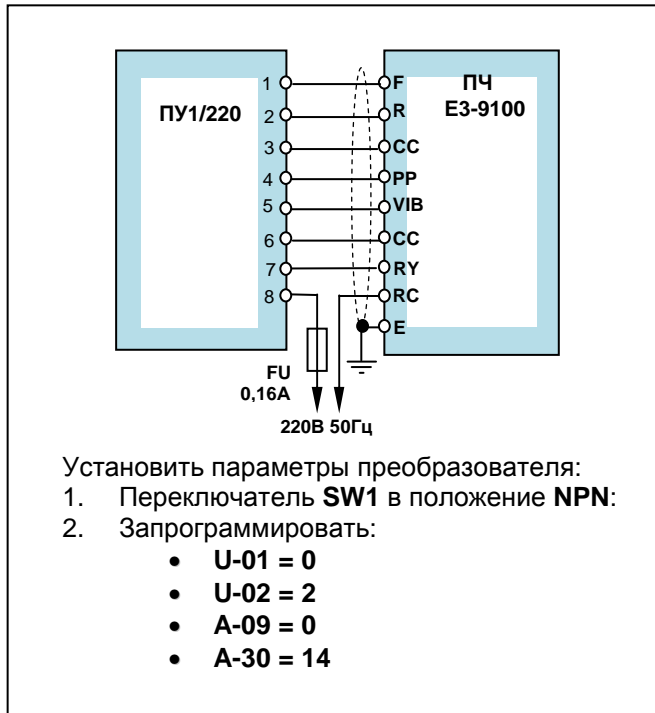 ПУ1/220
ПЧ
E3-9100
1 F
2 R
3 CC
4 PP
5 VIB
6 CC
7 RY
8 RC
E
FU
0,16А
220В 50Гц
Установить параметры преобразователя:
1. Переключатель SW1 в положение NPN:
2. Запрограммировать:
• U-01 = 0
• U-02 = 2
• A-09 = 0
• A-30 = 14